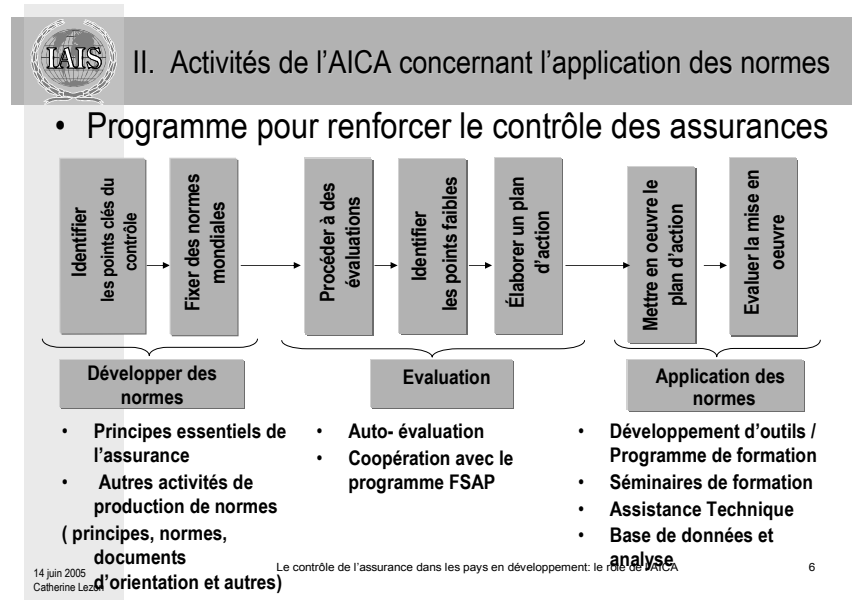 IAIS
II. Activités de l’AICA concernant l’application des normes
• Programme pour renforcer le contrôle des assurances
Identifier
les points clés du
contrôle
Fixer des normes
mondiales
Procéder à des
évaluations
Identifier
les points faibles
Élaborer un plan
d’action
Mettre en oeuvre le
plan d’action
Evaluer la mise en
oeuvre
Développer des
normes
Evaluation
Application des
normes
• Principes essentiels de
l’assurance
• Autres activités de
production de normes
( principes, normes,
documents
d’orientation et autres)
• Auto- évaluation
• Coopération avec le
programme FSAP
• Développement d’outils /
Programme de formation
• Séminaires de formation
• Assistance Technique
• Base de données et
analyse
14 juin 2005
Catherine Lezon
Le contrôle de l’assurance dans les pays en développement: le rôle de l’AICA
6